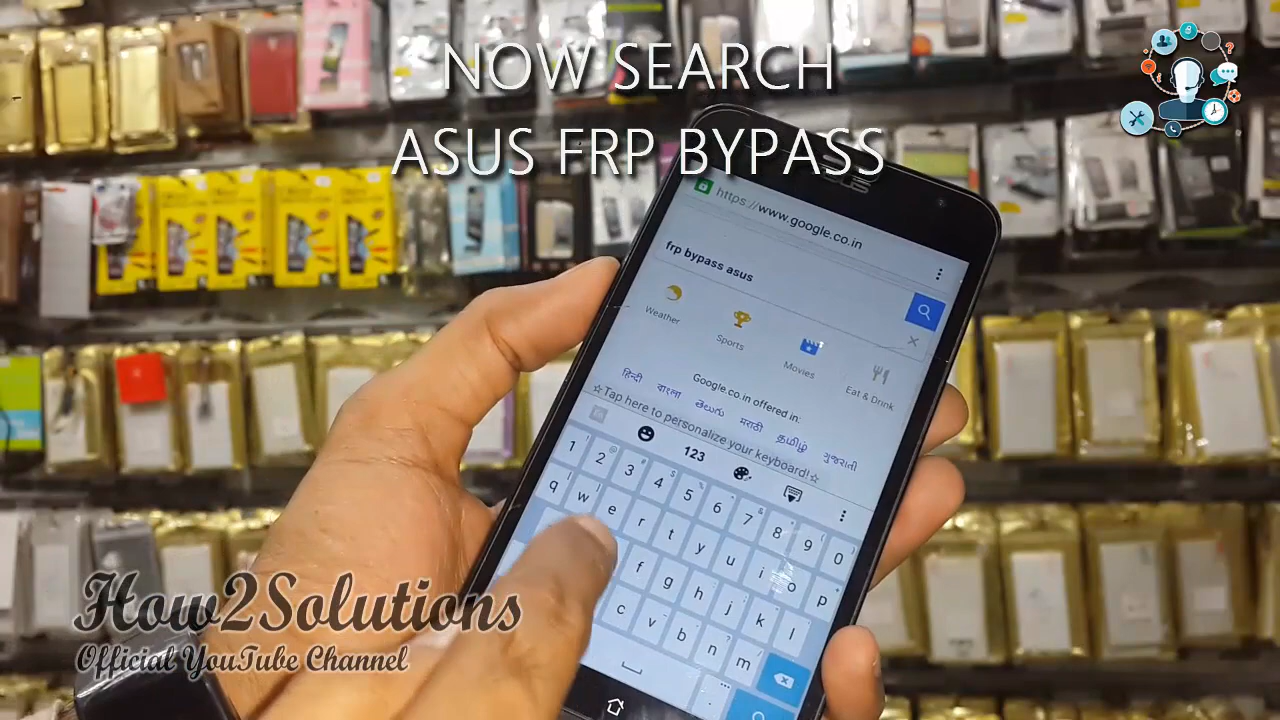 NOW SEARCH
ASUS FRP BYPASS
https://www.google.co.in
frp bypass asus
Weather
Sports
Movies
Eat & Drink
Google.co.in offered in:
हिन्दी বাংলা తెలుగు मराठी தமிழ் ગુજરાતી
☆Tap here to personalize your keyboard!☆
123
1 2 3 4 5 6 7 8 9 0
q w e r t y u i o p
f g h j k l
c v b n m
How2Solutions
Official YouTube Channel